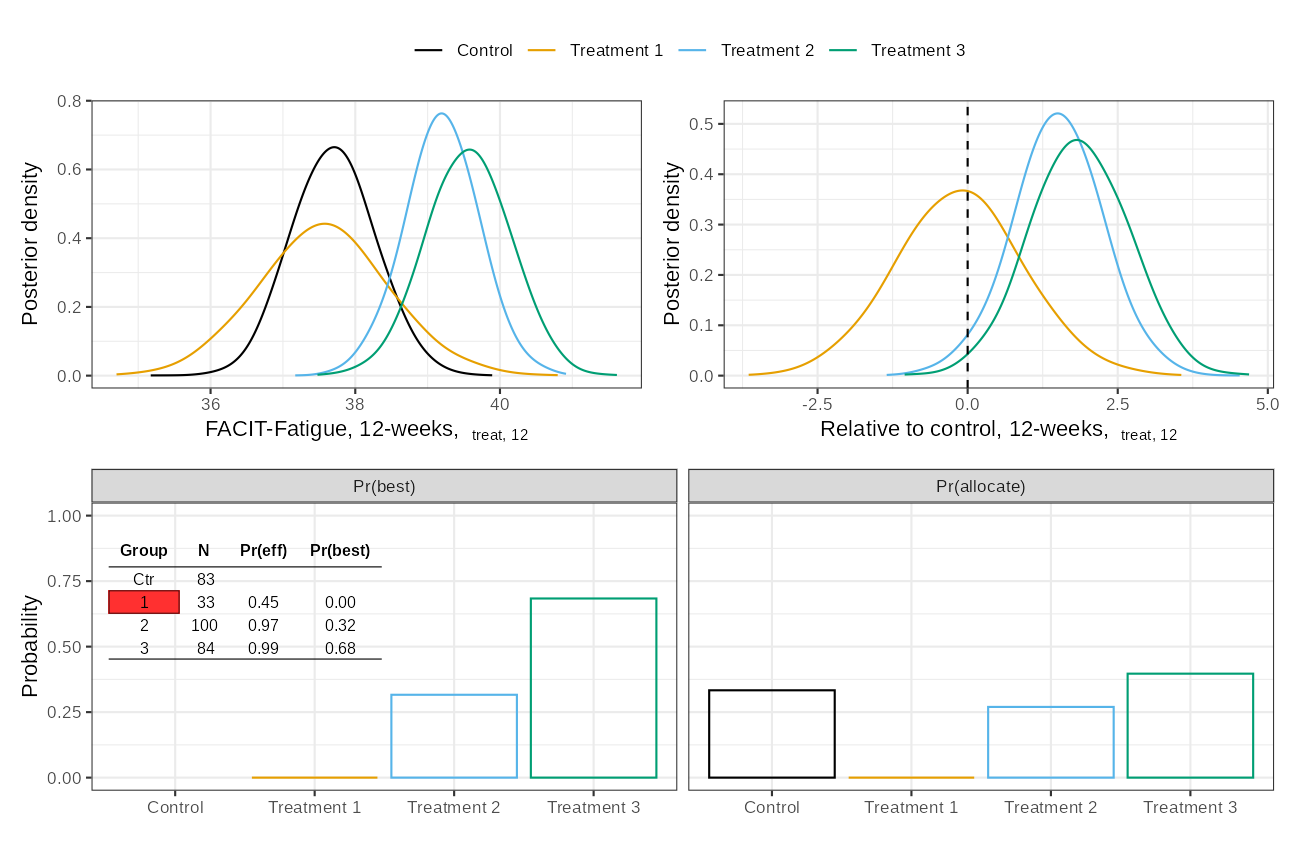 Control Treatment 1 Treatment 2 Treatment 3
Posterior density
0.8
0.6
0.4
0.2
0.0
36 38 40
FACIT-Fatigue, 12-weeks, treat, 12
Posterior density
0.5
0.4
0.3
0.2
0.1
0.0
-2.5 0.0 2.5 5.0
Relative to control, 12-weeks, treat, 12
Pr(best)
Pr(allocate)
Probability
1.00
0.75
0.50
0.25
0.00
Group N Pr(eff) Pr(best)
Ctr 83
1 33 0.45 0.00
2 100 0.97 0.32
3 84 0.99 0.68
Control Treatment 1 Treatment 2 Treatment 3
Control Treatment 1 Treatment 2 Treatment 3